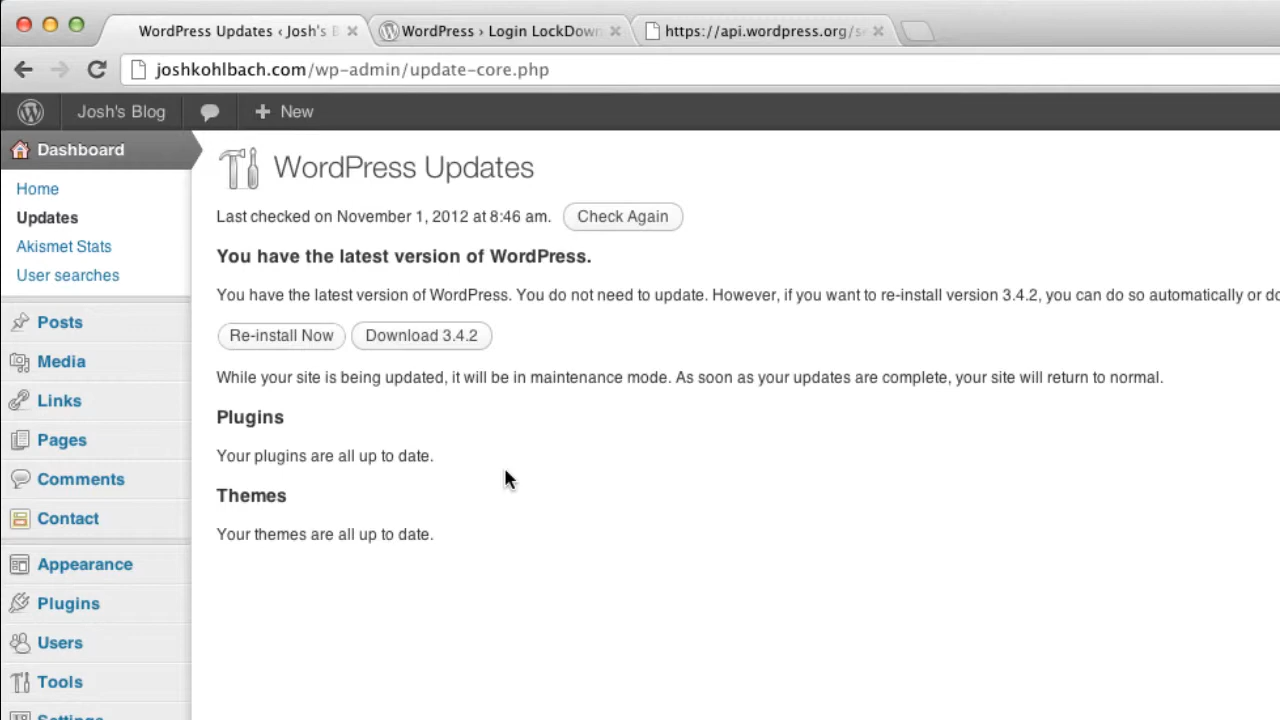 WordPress Updates ‹ Josh's B
WordPress › Login LockDown
https://api.wordpress.org/s
joshkohlbach.com/wp-admin/update-core.php
Josh's Blog
New
Dashboard
Home
Updates
Akismet Stats
User searches
Posts
Media
Links
Pages
Comments
Contact
Appearance
Plugins
Users
Tools
Settings
WordPress Updates
Last checked on November 1, 2012 at 8:46 am. Check Again
You have the latest version of WordPress.
You have the latest version of WordPress. You do not need to update. However, if you want to re-install version 3.4.2, you can do so automatically or do
Re-install Now Download 3.4.2
While your site is being updated, it will be in maintenance mode. As soon as your updates are complete, your site will return to normal.
Plugins
Your plugins are all up to date.
Themes
Your themes are all up to date.